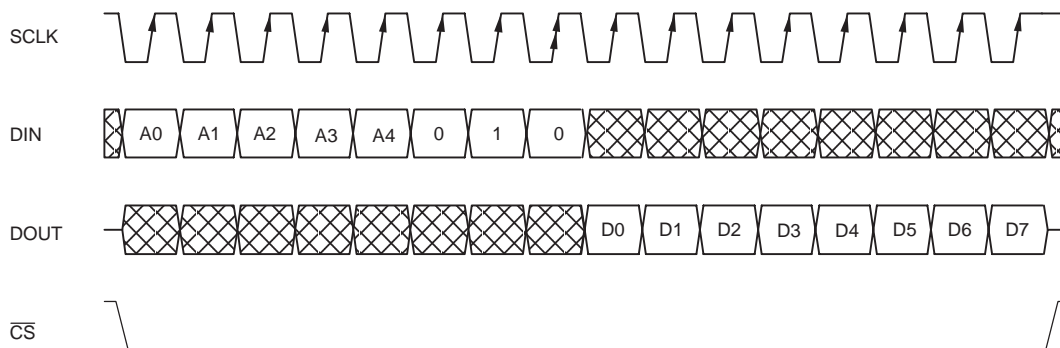 SCLK
DIN A0 A1 A2 A3 A4 0 1 0
DOUT D0 D1 D2 D3 D4 D5 D6 D7
CS